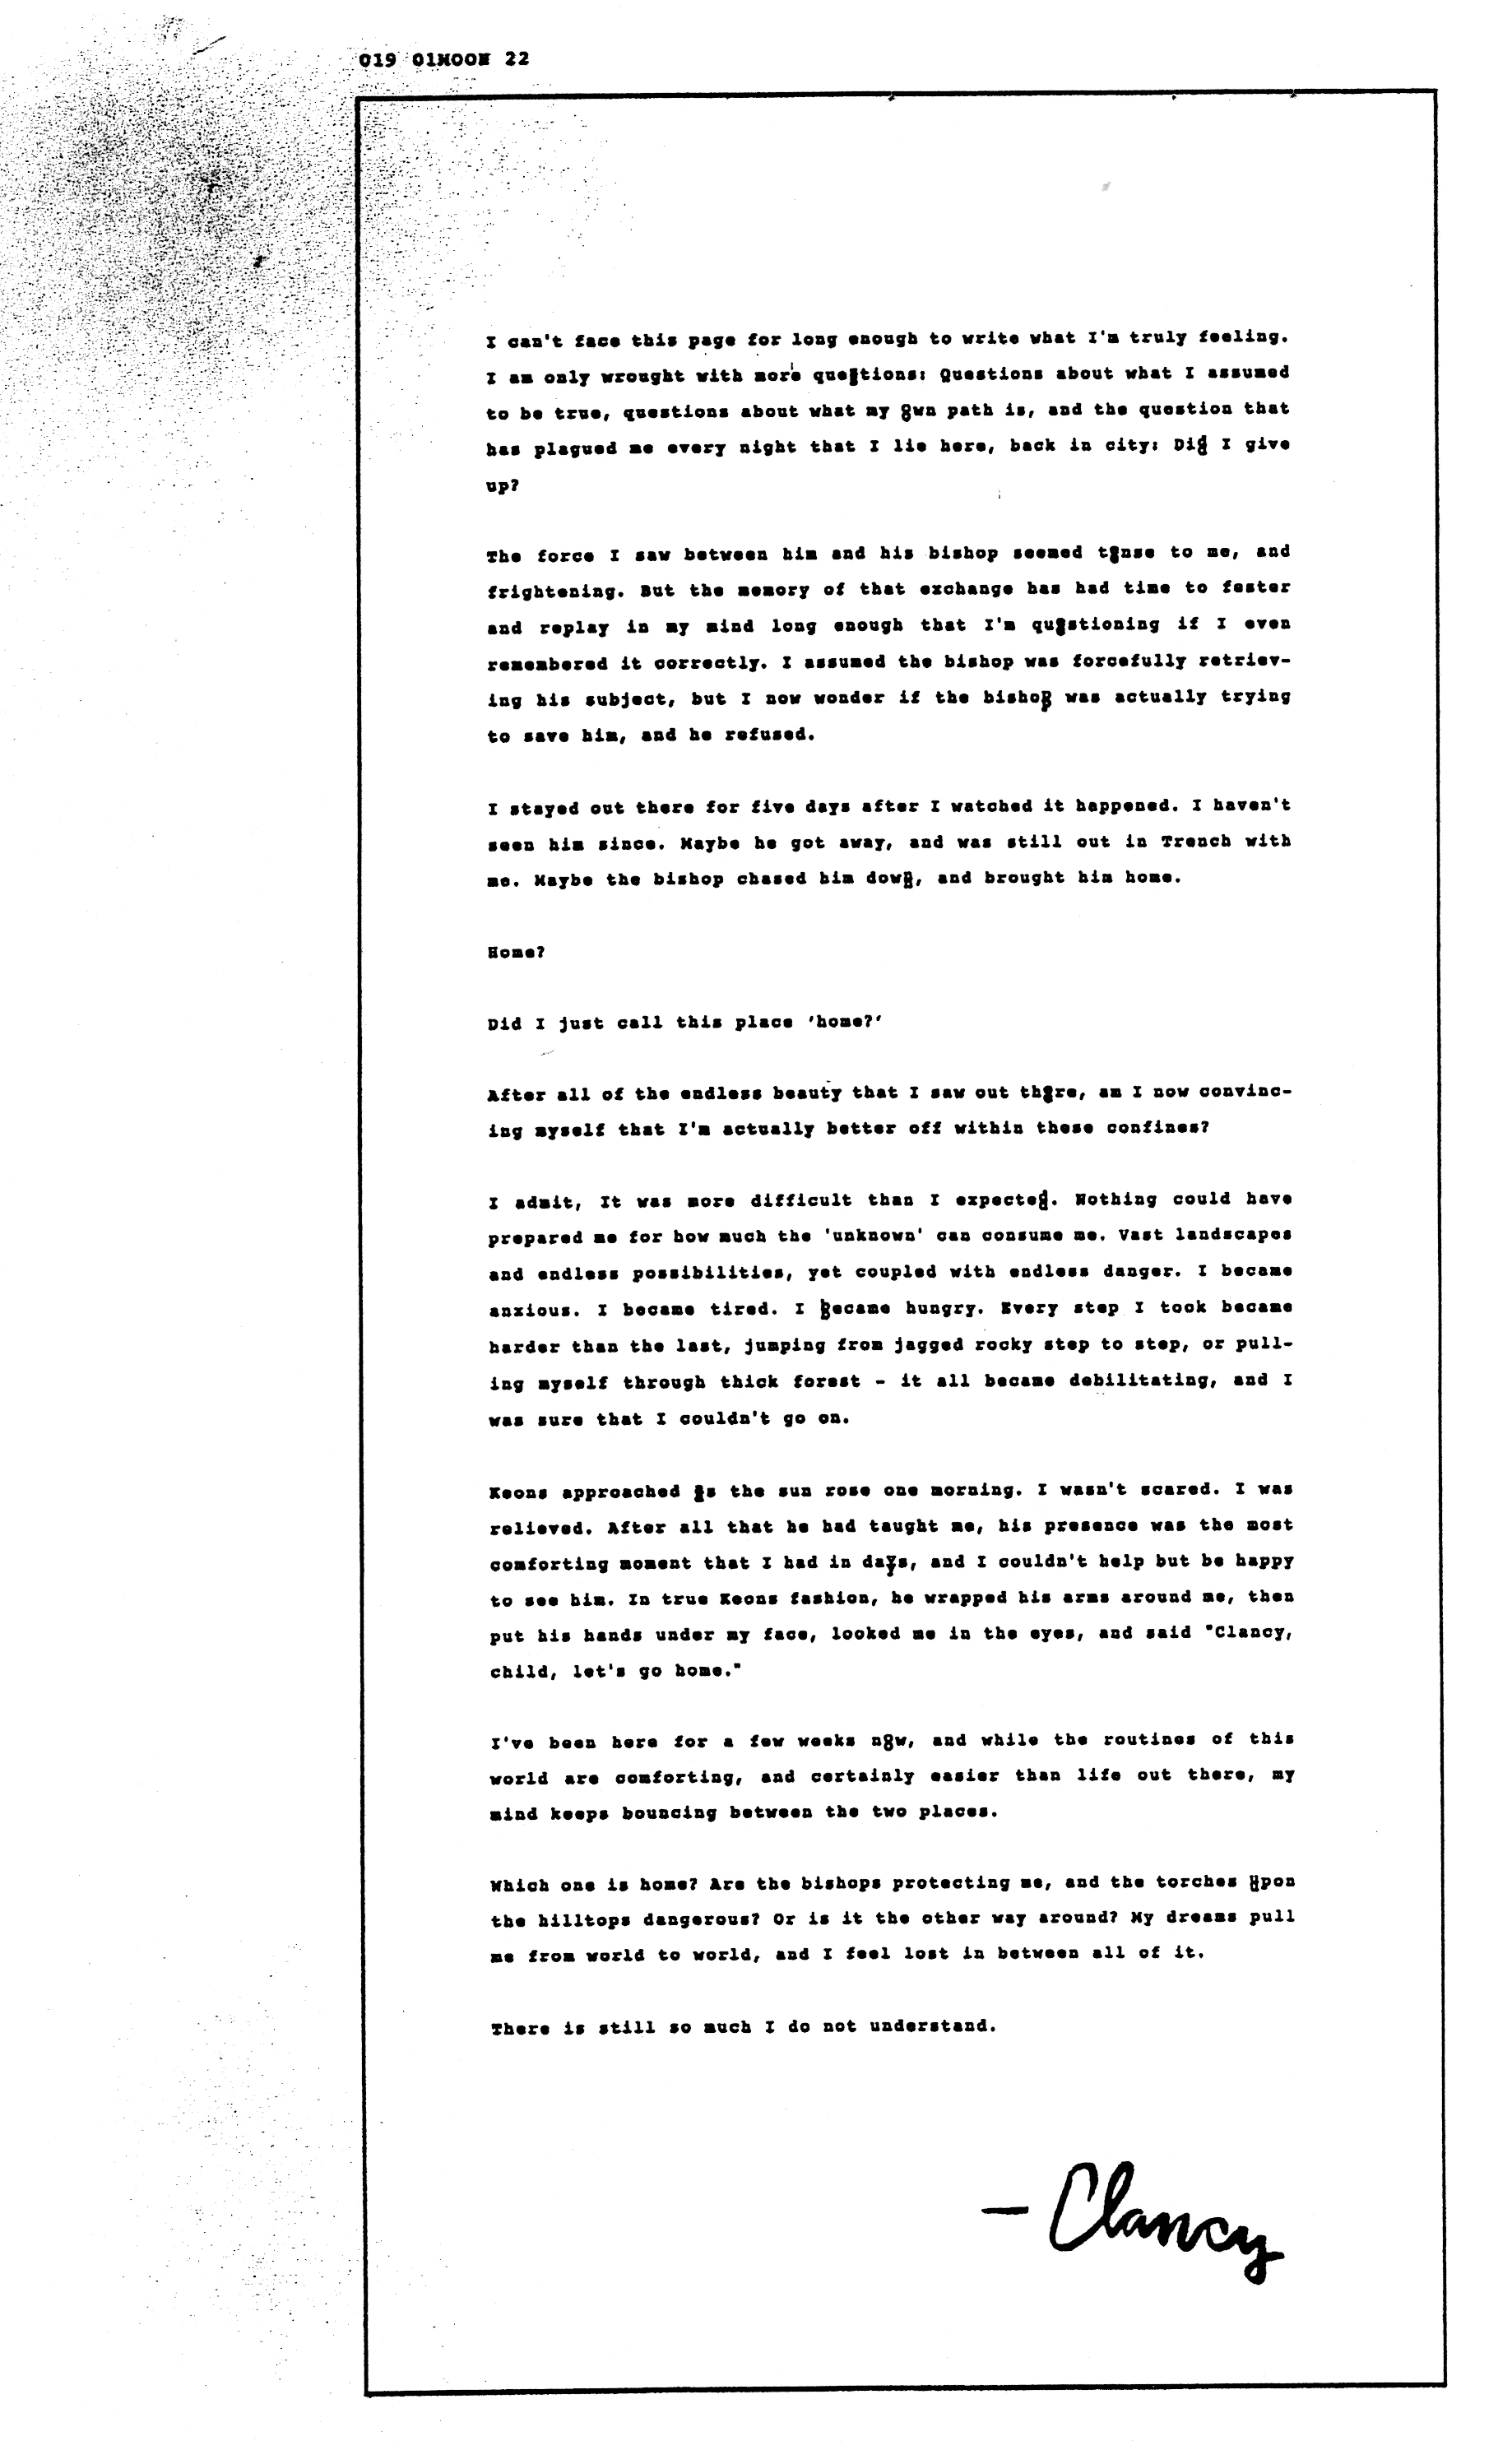 019 01MOON 22
I can't face this page for long enough to write what I'm truly feeling.
I am only wrought with more questions: Questions about what I assumed
to be true, questions about what my own path is, and the question that
has plagued me every night that I lie here, back in city: Did I give
up?
The force I saw between him and his bishop seemed tense to me, and
frightening. But the memory of that exchange has had time to fester
and replay in my mind long enough that I'm questioning if I even
remembered it correctly. I assumed the bishop was forcefully retriev-
ing his subject, but I now wonder if the bishop was actually trying
to save him, and he refused.
I stayed out there for five days after I watched it happened. I haven't
seen him since. Maybe he got away, and was still out in Trench with
me. Maybe the bishop chased him down, and brought him home.
Home?
Did I just call this place 'home?'
After all of the endless beauty that I saw out there, am I now convinc-
ing myself that I'm actually better off within these confines?
I admit, It was more difficult than I expected. Nothing could have
prepared me for how much the 'unknown' can consume me. Vast landscapes
and endless possibilities, yet coupled with endless danger. I became
anxious. I became tired. I became hungry. Every step I took became
harder than the last, jumping from jagged rocky step to step, or pull-
ing myself through thick forest - it all became debilitating, and I
was sure that I couldn't go on.
Keons approached as the sun rose one morning. I wasn't scared. I was
relieved. After all that he had taught me, his presence was the most
comforting moment that I had in days, and I couldn't help but be happy
to see him. In true Keons fashion, he wrapped his arms around me, then
put his hands under my face, looked me in the eyes, and said "Clancy,
child, let's go home."
I've been here for a few weeks now, and while the routines of this
world are comforting, and certainly easier than life out there, my
mind keeps bouncing between the two places.
Which one is home? Are the bishops protecting me, and the torches upon
the hilltops dangerous? Or is it the other way around? My dreams pull
me from world to world, and I feel lost in between all of it.
There is still so much I do not understand.
- Clancy